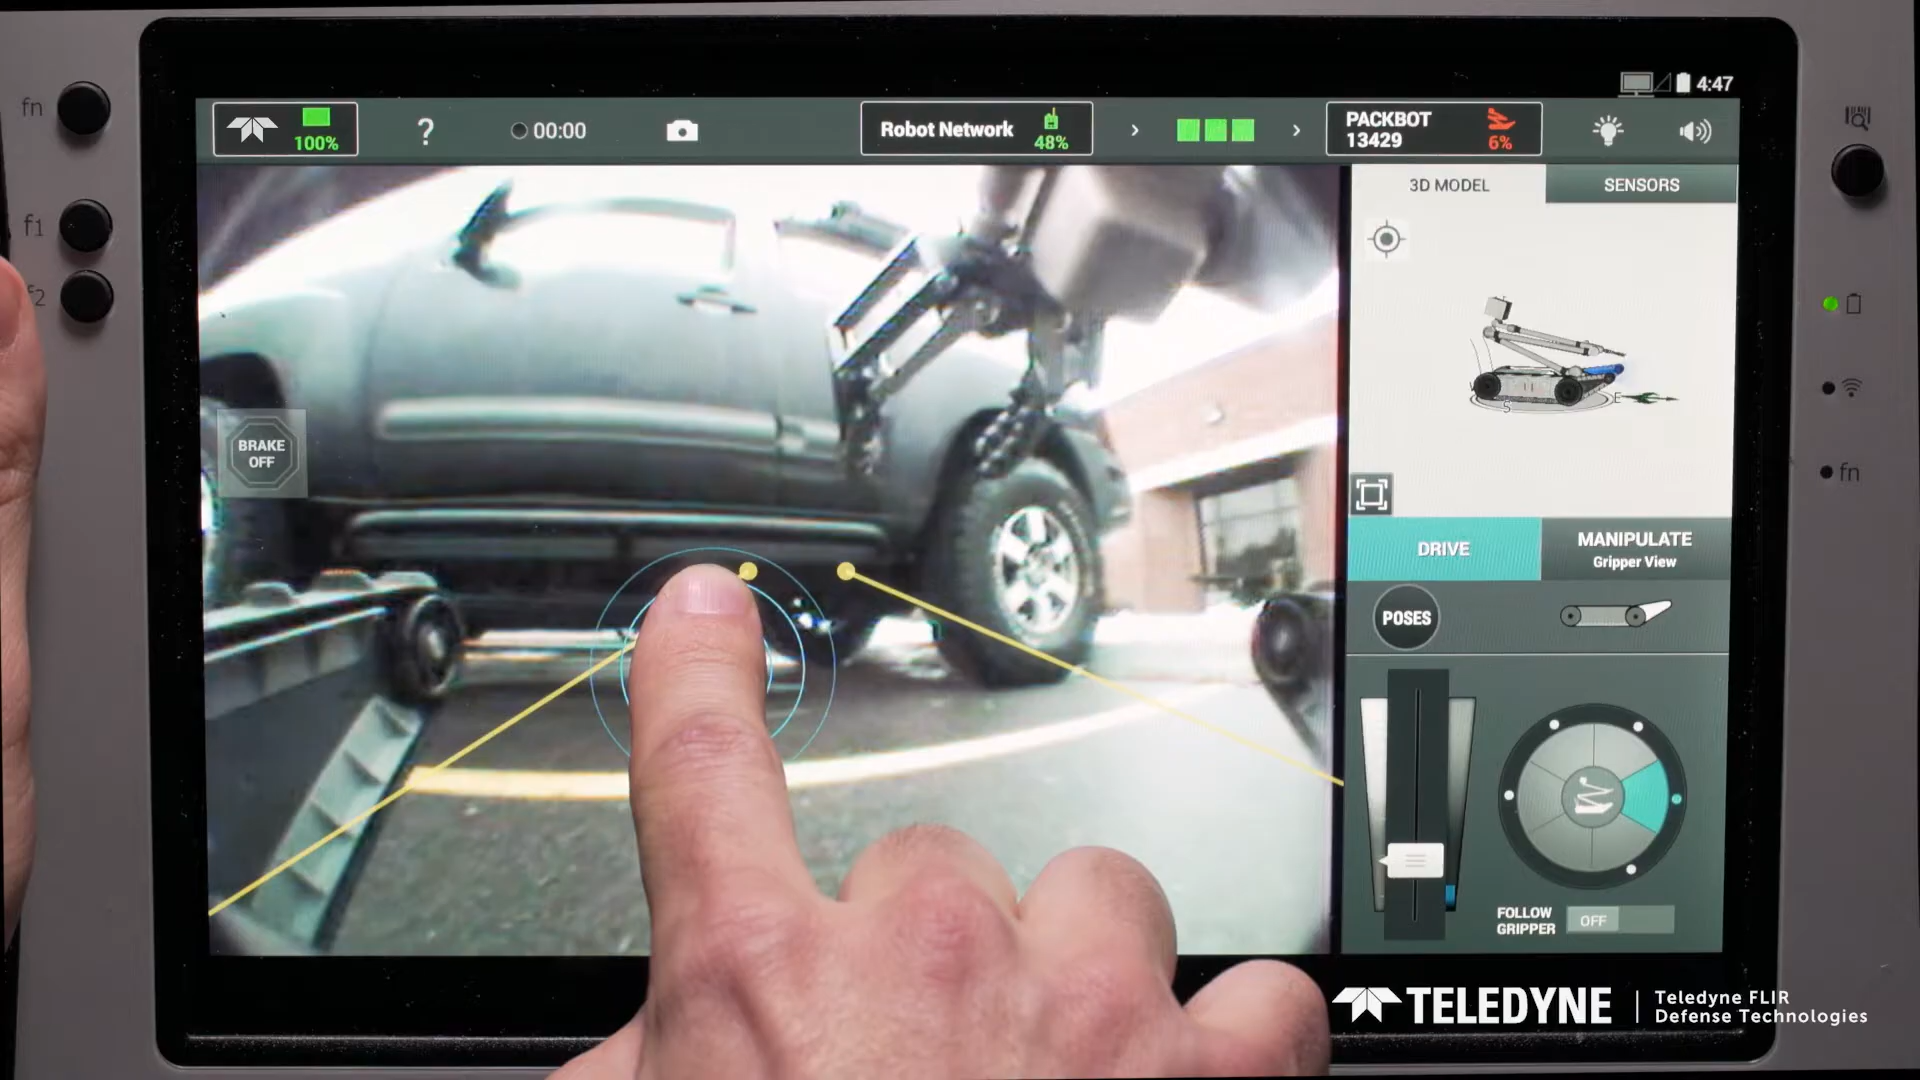 4:47
fn
100%
?
00:00
Robot Network
48%
PACKBOT
13429
6%
3D MODEL
SENSORS
f1
f2
BRAKE
OFF
S
E
fn
DRIVE
MANIPULATE
Gripper View
POSES
FOLLOW
GRIPPER
OFF
TELEDYNE
Teledyne FLIR
Defense Technologies